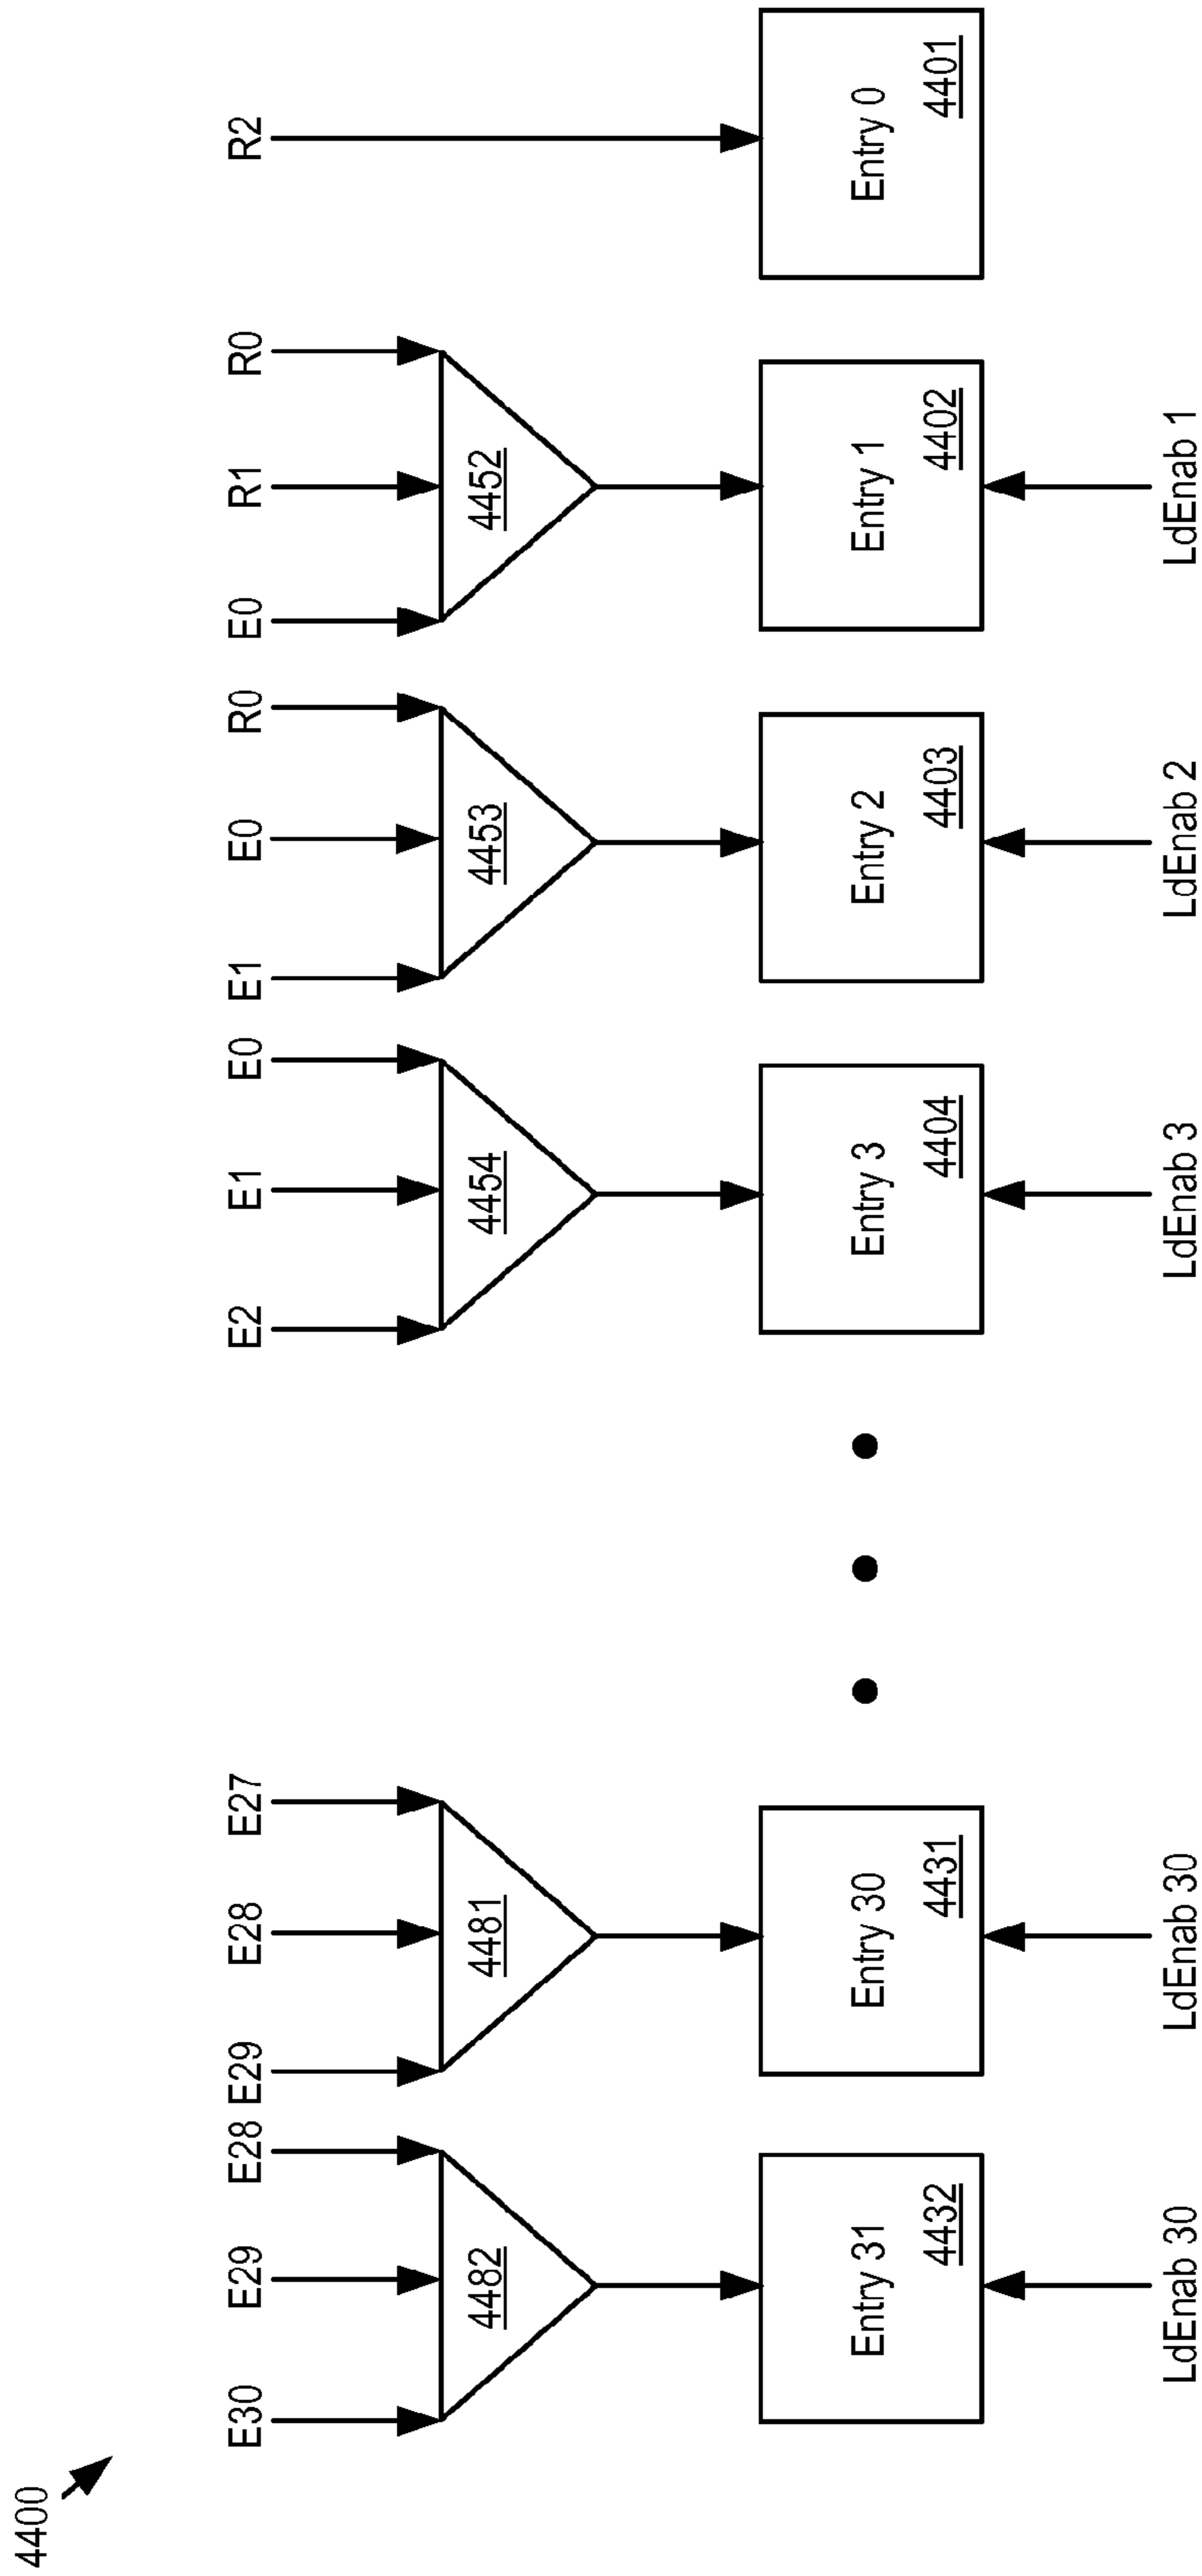 4400
E30 E29 E28 E29 E28 E27 E2 E1 E0 E1 E0 R0 E0 R1 R0 R2
4482 4481 4454 4453 4452
Entry 31 Entry 30 Entry 3 Entry 2 Entry 1 Entry 0
4432 4431 4404 4403 4402 4401
LdEnab 30 LdEnab 30 LdEnab 3 LdEnab 2 LdEnab 1